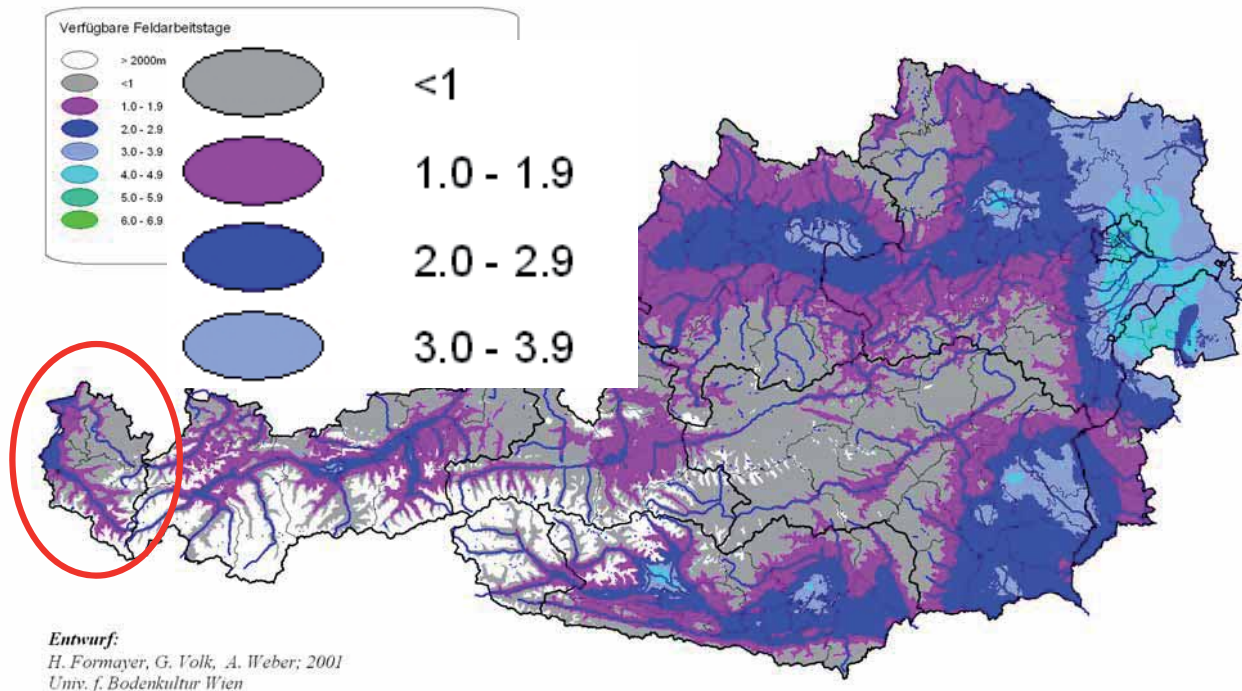 Verfügbare Feldarbeitstage
> 2000m
<1
1.0 - 1.9
2.0 - 2.9
3.0 - 3.9
4.0 - 4.9
5.0 - 5.9
6.0 - 6.9
<1
1.0 - 1.9
2.0 - 2.9
3.0 - 3.9
Entwurf:
H. Formayer, G. Volk, A. Weber; 2001
Univ. f. Bodenkultur Wien